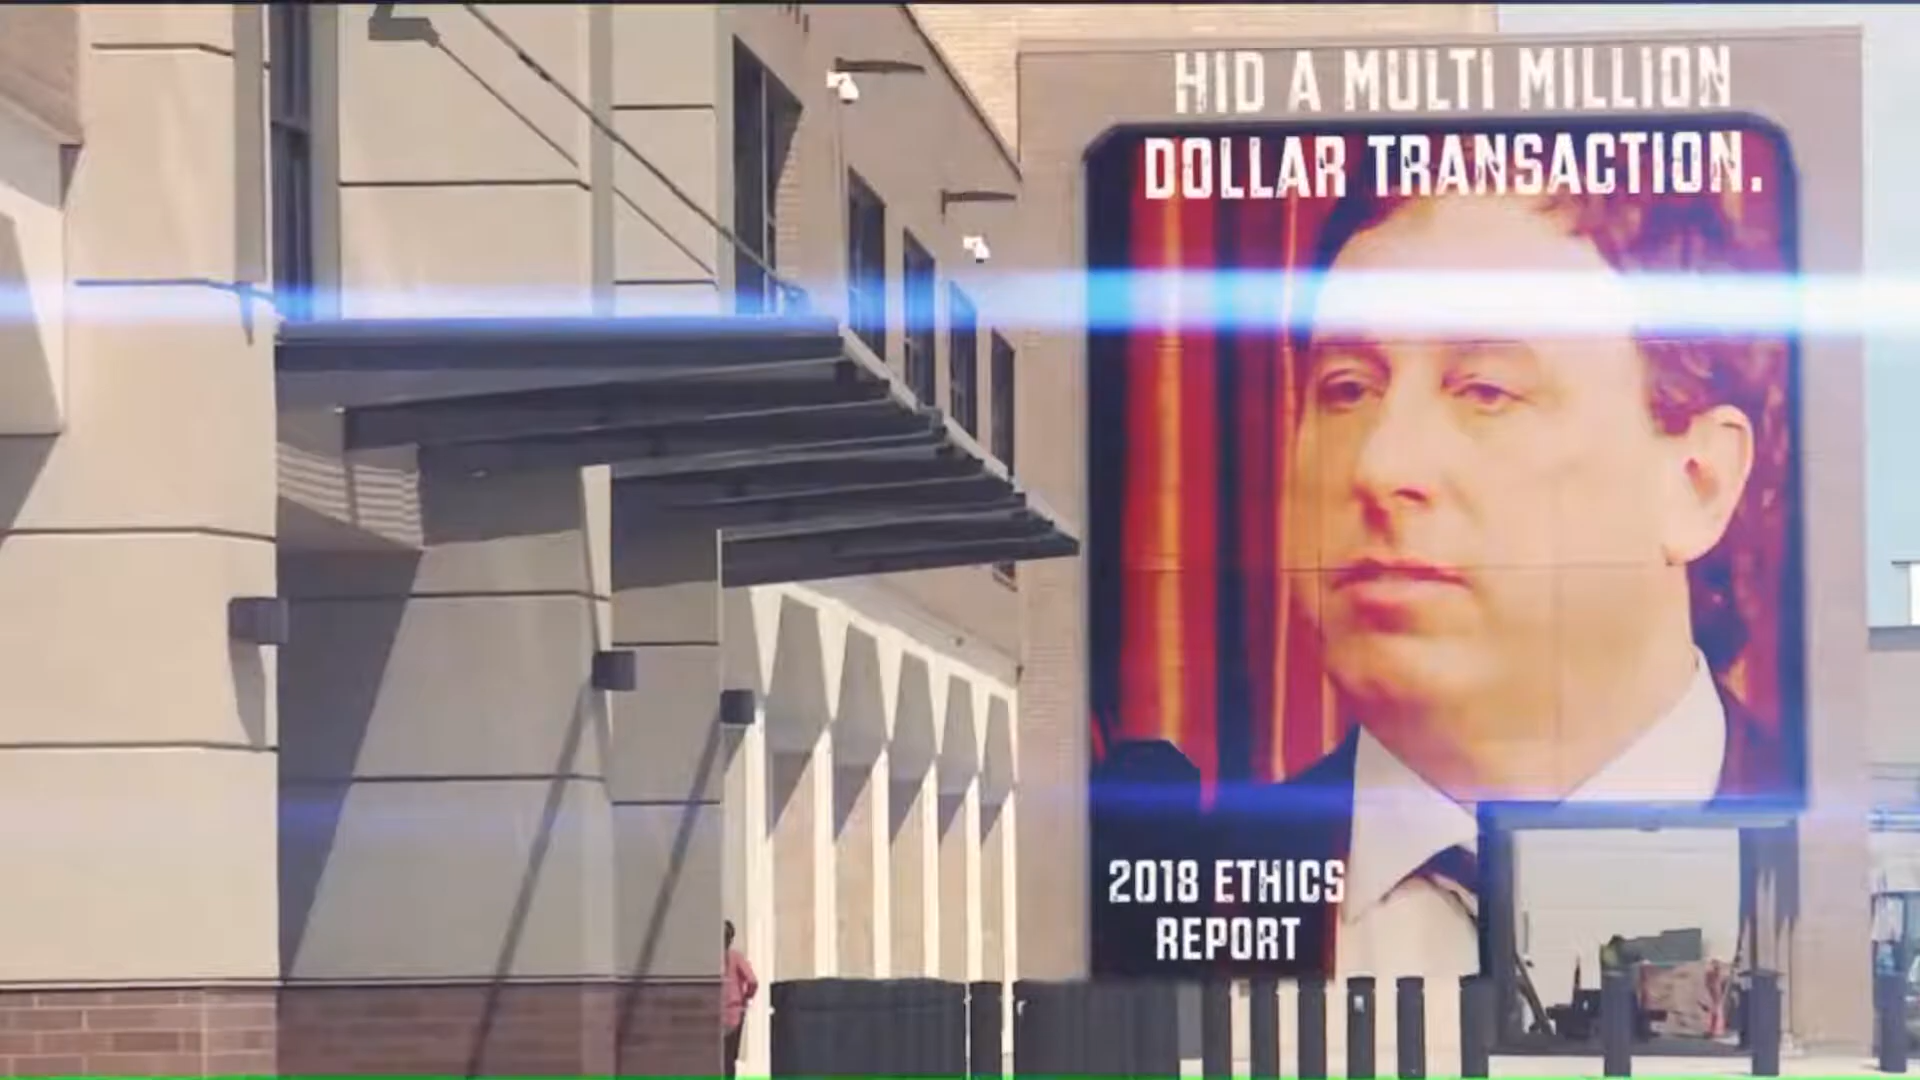 HID A MULTI MILLION
DOLLAR TRANSACTION.
2018 ETHICS
REPORT